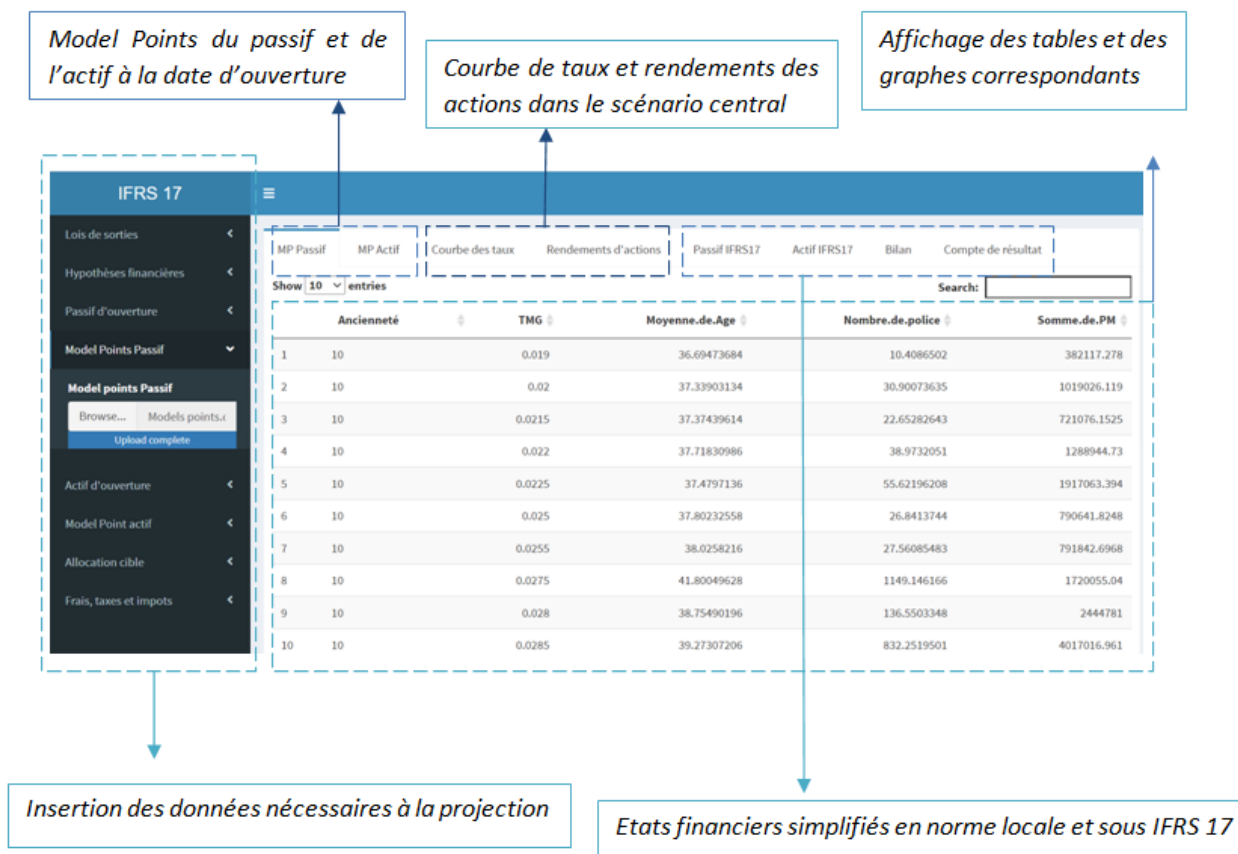 Model Points du passif et de
l'actif à la date d'ouverture
Courbe de taux et rendements des
actions dans le scénario central
Affichage des tables et des
graphes correspondants
IFRS 17
Lois de sorties
Hypothèses financières
Passif d'ouverture
Model Points Passif
Model points Passif
Browse... Models points.c
Upload complete
Actif d'ouverture
Model Point actif
Allocation cible
Frais, taxes et impots
MP Passif MP Actif Courbe des taux Rendements d'actions Passif IFRS17 Actif IFRS17 Bilan Compte de résultat
Show 10 entries Search:
Ancienneté TMG Moyenne.de.Age Nombre.de.police Somme.de.PM
1 10 0.019 36.69473684 10.4086502 382117.278
2 10 0.02 37.33903134 30.90073635 1019026.119
3 10 0.0215 37.37439614 22.65282643 721076.1525
4 10 0.022 37.71830986 38.9732051 1288944.73
5 10 0.0225 37.4797136 55.62196208 1917063.394
6 10 0.025 37.80232558 26.8413744 790641.8248
7 10 0.0255 38.0258216 27.56085483 791842.6968
8 10 0.0275 41.80049628 1149.146166 1720055.04
9 10 0.028 38.75490196 136.5503348 2444781
10 10 0.0285 39.27307206 832.2519501 4017016.961
Insertion des données nécessaires à la projection
Etats financiers simplifiés en norme locale et sous IFRS 17